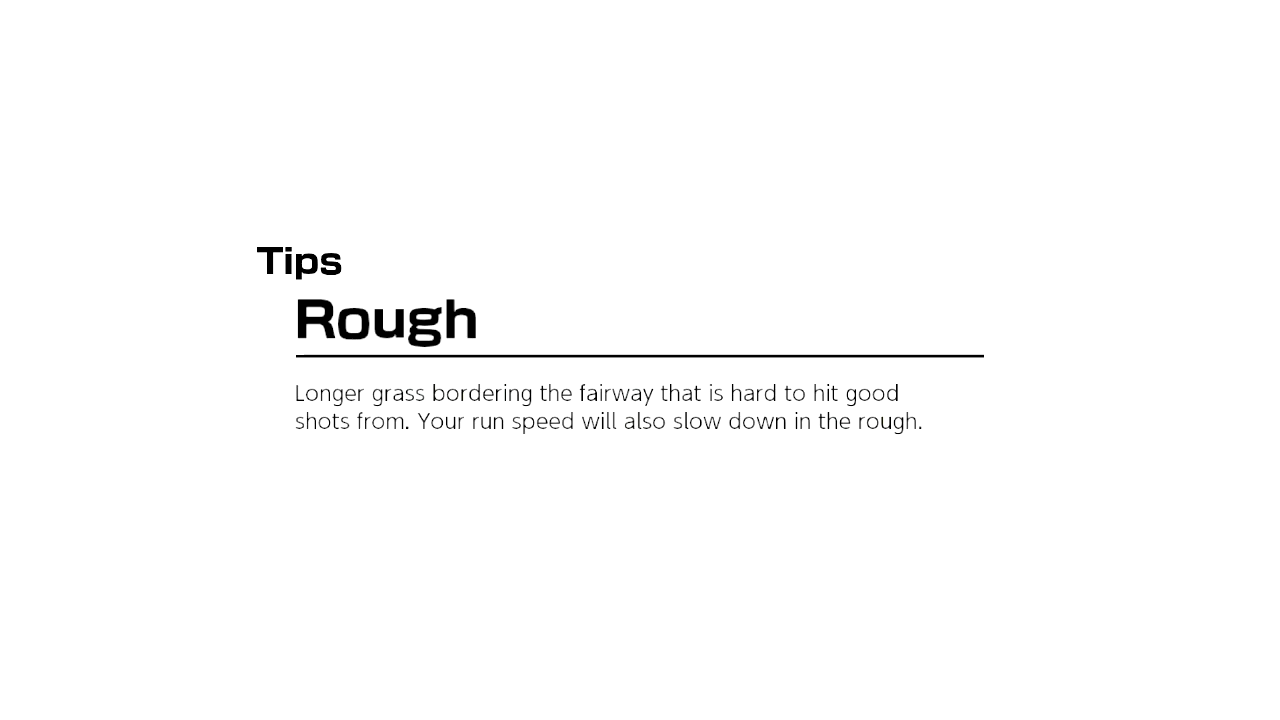 Tips
Rough
Longer grass bordering the fairway that is hard to hit good
shots from. Your run speed will also slow down in the rough.